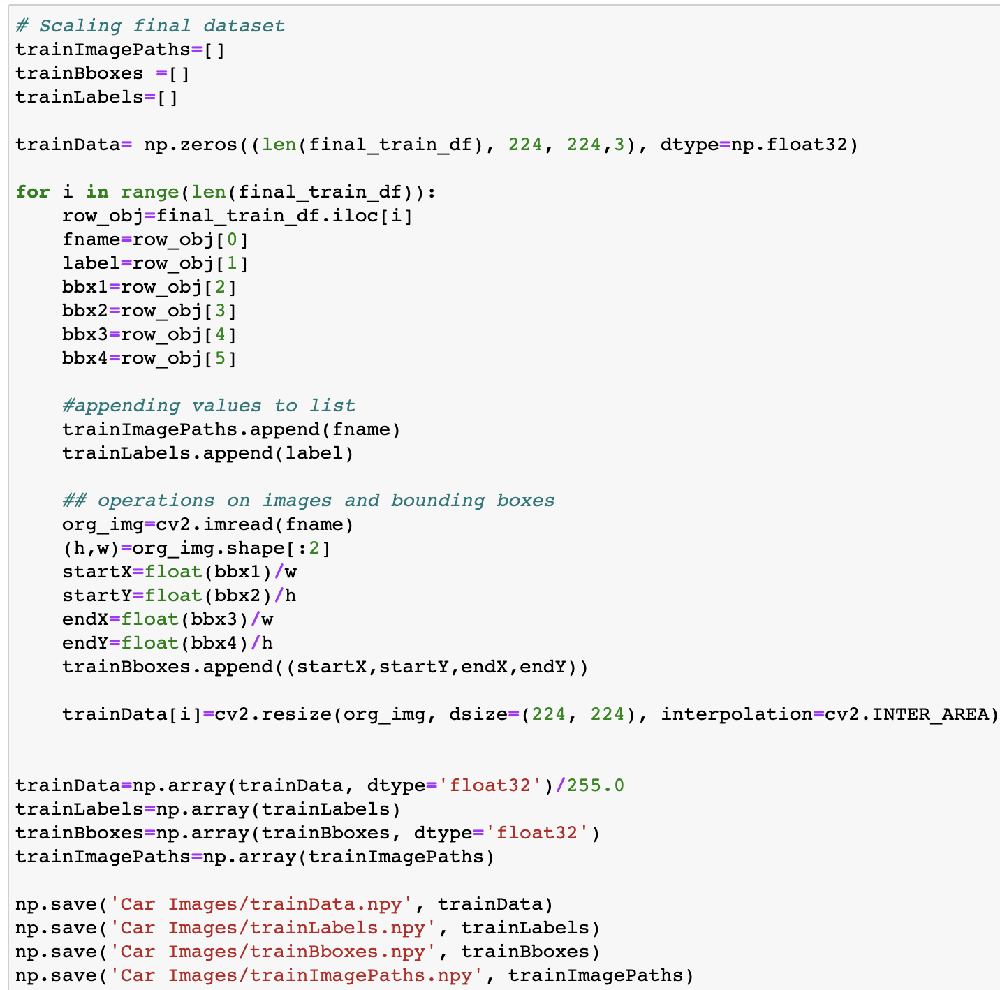 # Scaling final dataset
trainImagePaths=[]
trainBboxes =[]
trainLabels=[]

trainData= np.zeros((len(final_train_df), 224, 224,3), dtype=np.float32)

for i in range(len(final_train_df)):
    row_obj=final_train_df.iloc[i]
    fname=row_obj[0]
    label=row_obj[1]
    bbx1=row_obj[2]
    bbx2=row_obj[3]
    bbx3=row_obj[4]
    bbx4=row_obj[5]

    #appending values to list
    trainImagePaths.append(fname)
    trainLabels.append(label)

    ## operations on images and bounding boxes
    org_img=cv2.imread(fname)
    (h,w)=org_img.shape[:2]
    startX=float(bbx1)/w
    startY=float(bbx2)/h
    endX=float(bbx3)/w
    endY=float(bbx4)/h
    trainBboxes.append((startX,startY,endX,endY))

    trainData[i]=cv2.resize(org_img, dsize=(224, 224), interpolation=cv2.INTER_AREA)


trainData=np.array(trainData, dtype='float32')/255.0
trainLabels=np.array(trainLabels)
trainBboxes=np.array(trainBboxes, dtype='float32')
trainImagePaths=np.array(trainImagePaths)

np.save('Car Images/trainData.npy', trainData)
np.save('Car Images/trainLabels.npy', trainLabels)
np.save('Car Images/trainBboxes.npy', trainBboxes)
np.save('Car Images/trainImagePaths.npy', trainImagePaths)